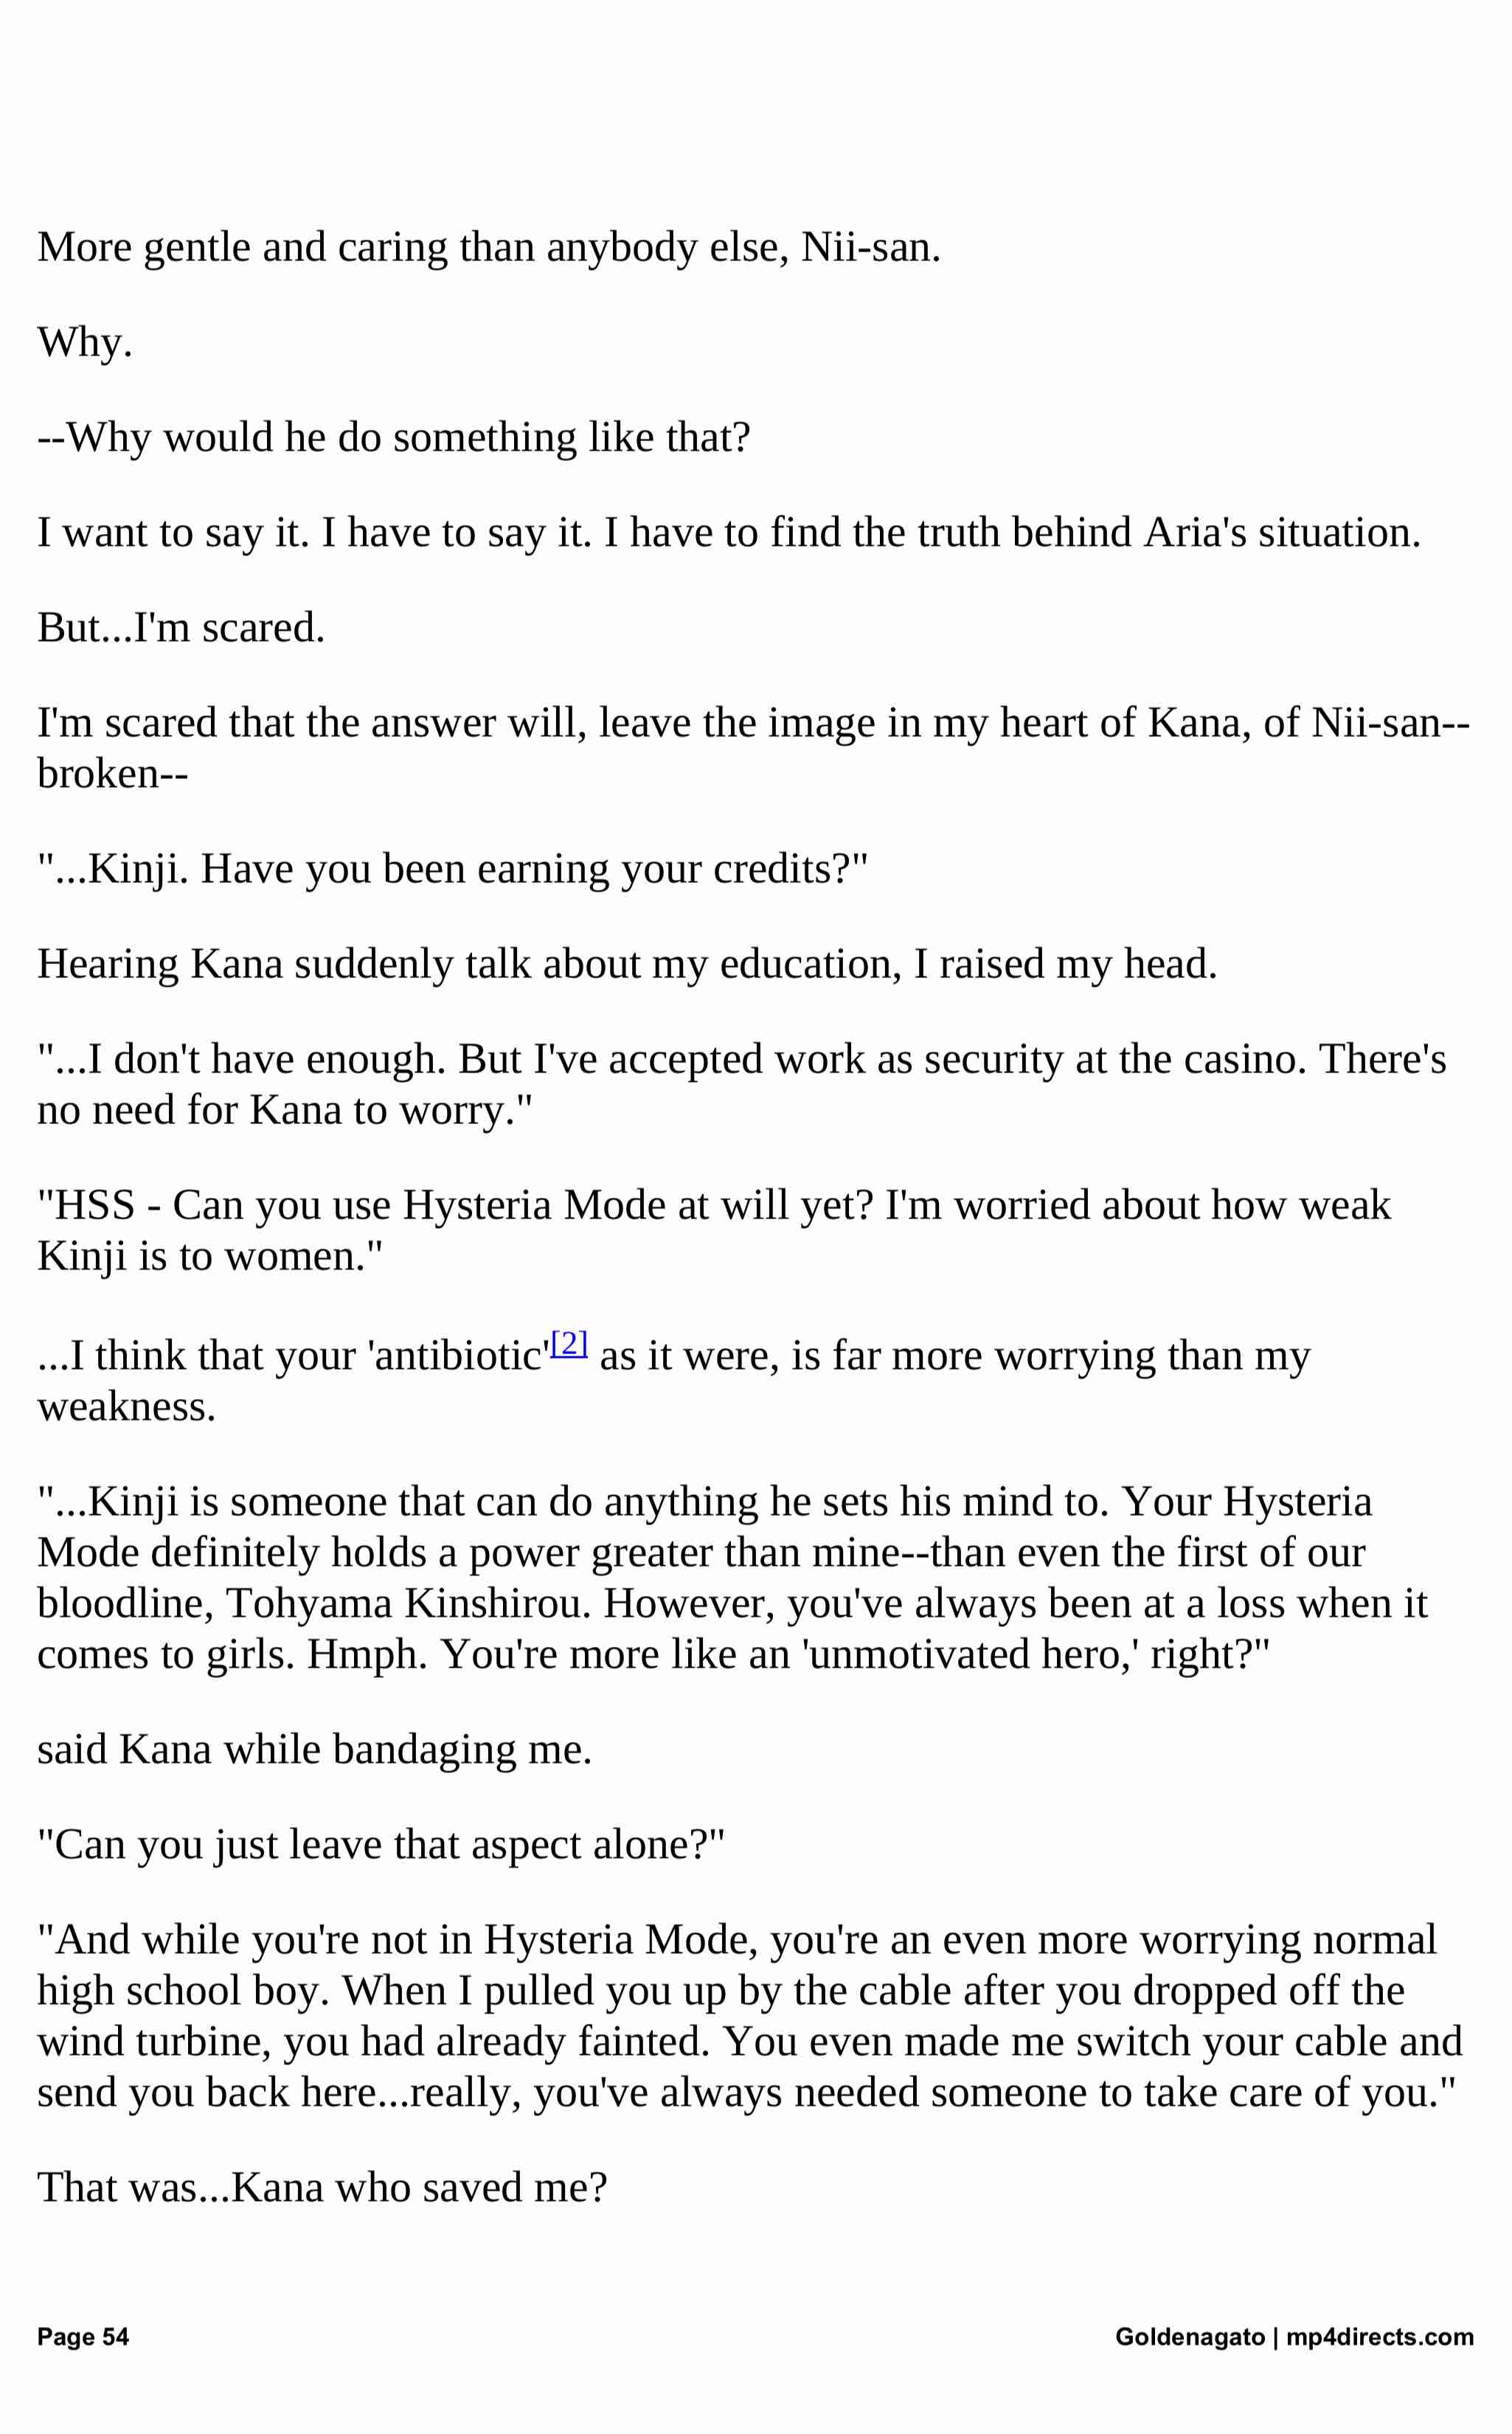 More gentle and caring than anybody else, Nii-san.
Why.
--Why would he do something like that?
I want to say it. I have to say it. I have to find the truth behind Aria's situation.
But...I'm scared.
I'm scared that the answer will, leave the image in my heart of Kana, of Nii-san--
broken--
"...Kinji. Have you been earning your credits?"
Hearing Kana suddenly talk about my education, I raised my head.
"...I don't have enough. But I've accepted work as security at the casino. There's
no need for Kana to worry."
"HSS - Can you use Hysteria Mode at will yet? I'm worried about how weak
Kinji is to women."
...I think that your 'antibiotic'[2] as it were, is far more worrying than my
weakness.
"...Kinji is someone that can do anything he sets his mind to. Your Hysteria
Mode definitely holds a power greater than mine--than even the first of our
bloodline, Tohyama Kinshirou. However, you've always been at a loss when it
comes to girls. Hmph. You're more like an 'unmotivated hero,' right?"
said Kana while bandaging me.
"Can you just leave that aspect alone?"
"And while you're not in Hysteria Mode, you're an even more worrying normal
high school boy. When I pulled you up by the cable after you dropped off the
wind turbine, you had already fainted. You even made me switch your cable and
send you back here...really, you've always needed someone to take care of you."
That was...Kana who saved me?
Page 54
Goldenagato | mp4directs.com